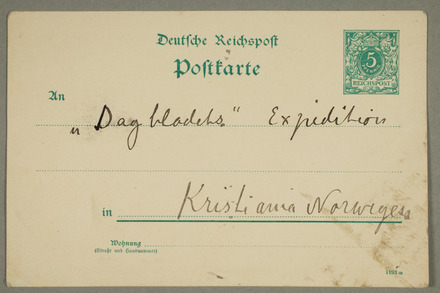 Deutsche Reichspost
Postkarte
5
REICHSPOST
An
"Dagbladets" Expedition
in Kristiania Norwegen
Wohnung
(Straße und Hausnummer)